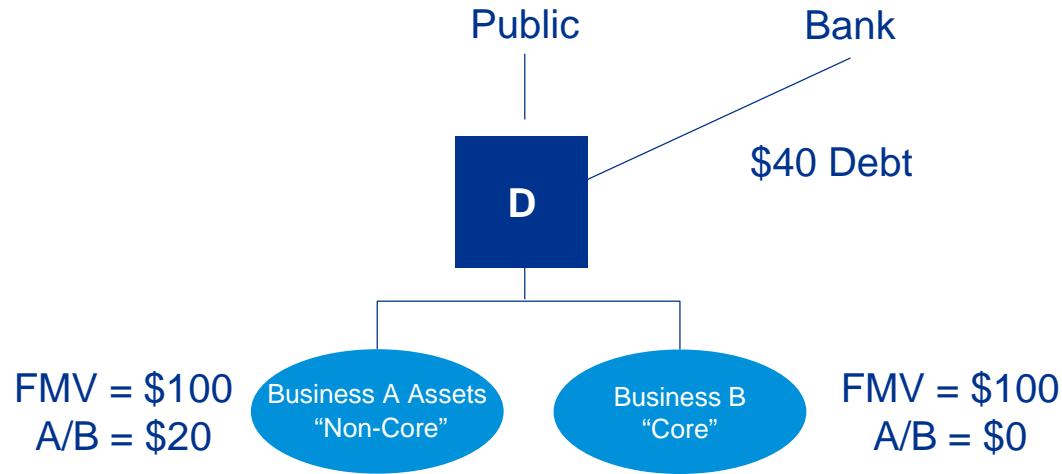 Public
Bank
$40 Debt
D
FMV = $100
A/B = $20
Business A Assets
“Non-Core”
Business B
“Core”
FMV = $100
A/B = $0